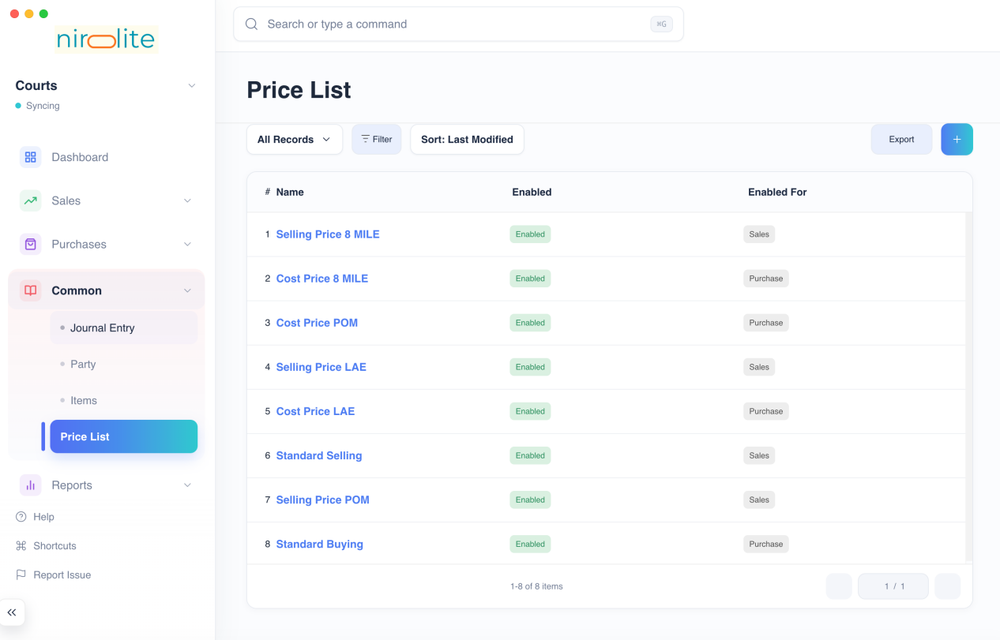 nirolite
Courts
Syncing
Dashboard
Sales
Purchases
Common
Journal Entry
Party
Items
Price List
Reports
Help
Shortcuts
Report Issue
Search or type a command
⌘G
Price List
All Records
Filter
Sort: Last Modified
Export
+
# Name Enabled Enabled For
1 Selling Price 8 MILE Enabled Sales
2 Cost Price 8 MILE Enabled Purchase
3 Cost Price POM Enabled Purchase
4 Selling Price LAE Enabled Sales
5 Cost Price LAE Enabled Purchase
6 Standard Selling Enabled Sales
7 Selling Price POM Enabled Sales
8 Standard Buying Enabled Purchase
1-8 of 8 items
1 / 1